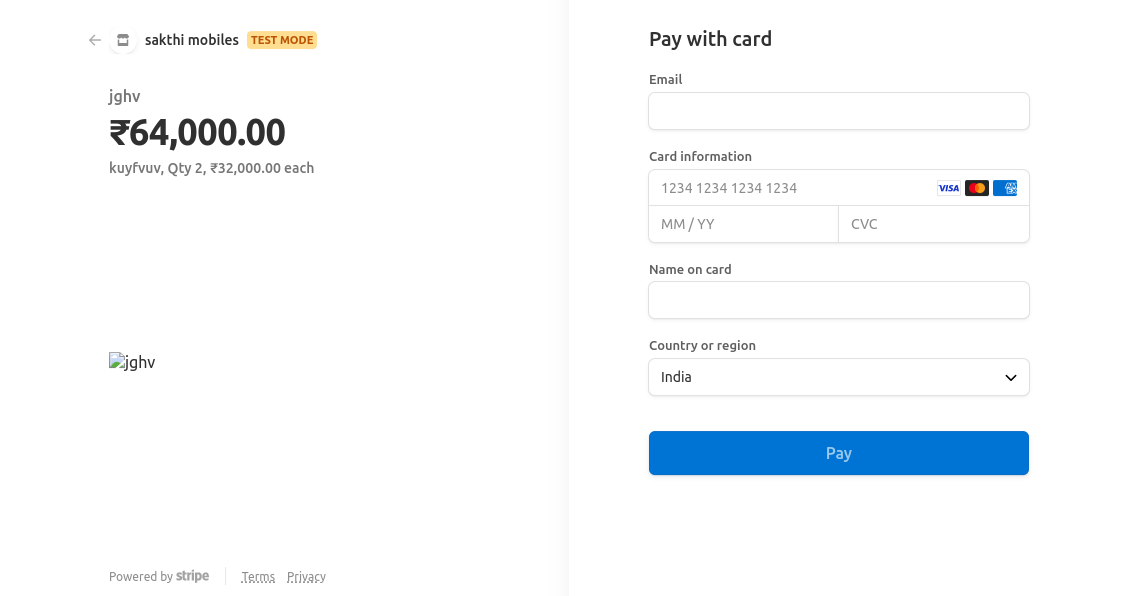 sakthi mobiles TEST MODE
jghv
₹64,000.00
kuyfvuv, Qty 2, ₹32,000.00 each
jghv
Powered by stripe Terms Privacy
Pay with card
Email
Card information
1234 1234 1234 1234 VISA
MM / YY CVC
Name on card
Country or region
India
Pay